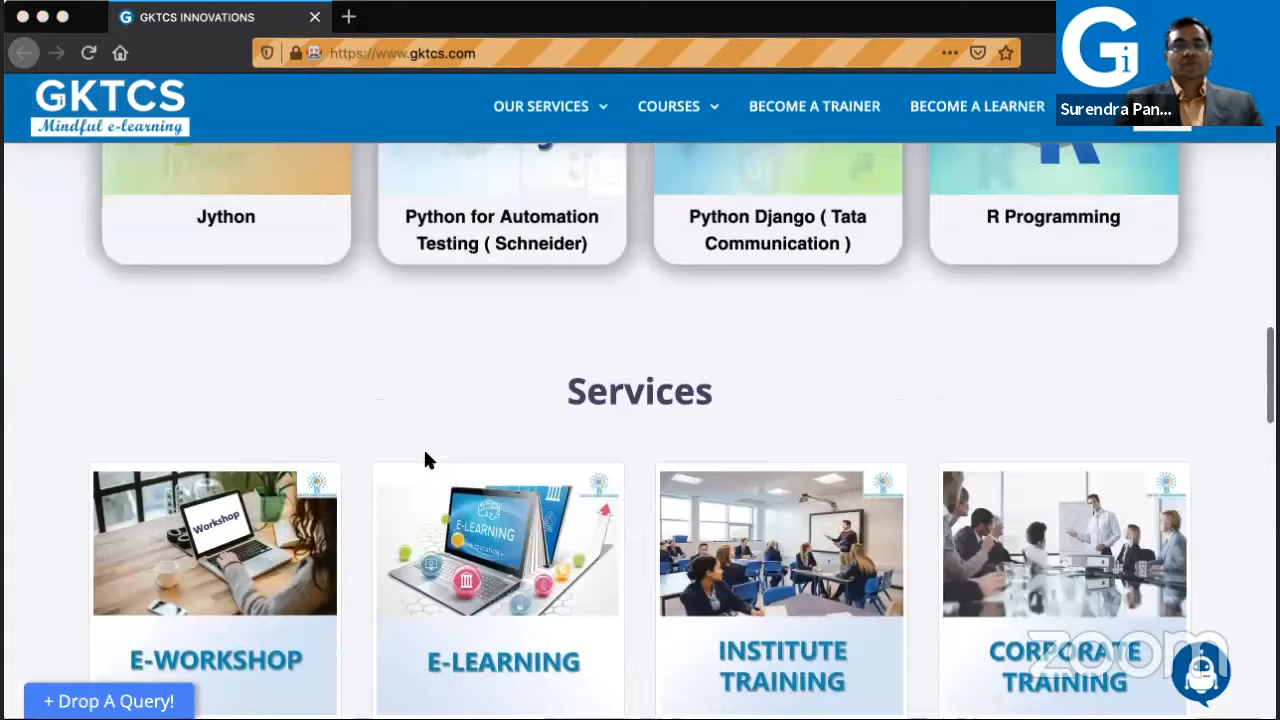 GKTCS INNOVATIONS
https://www.gktcs.com
Gi
Surendra Pan...
GKTCS
Mindful e-learning
OUR SERVICES
COURSES
BECOME A TRAINER
BECOME A LEARNER
Jython
Python for Automation
Testing ( Schneider)
Python Django ( Tata
Communication )
R Programming
Services
Workshop
E-LEARNING
E-WORKSHOP
E-LEARNING
INSTITUTE
TRAINING
CORPORATE
TRAINING
zoom
+ Drop A Query!